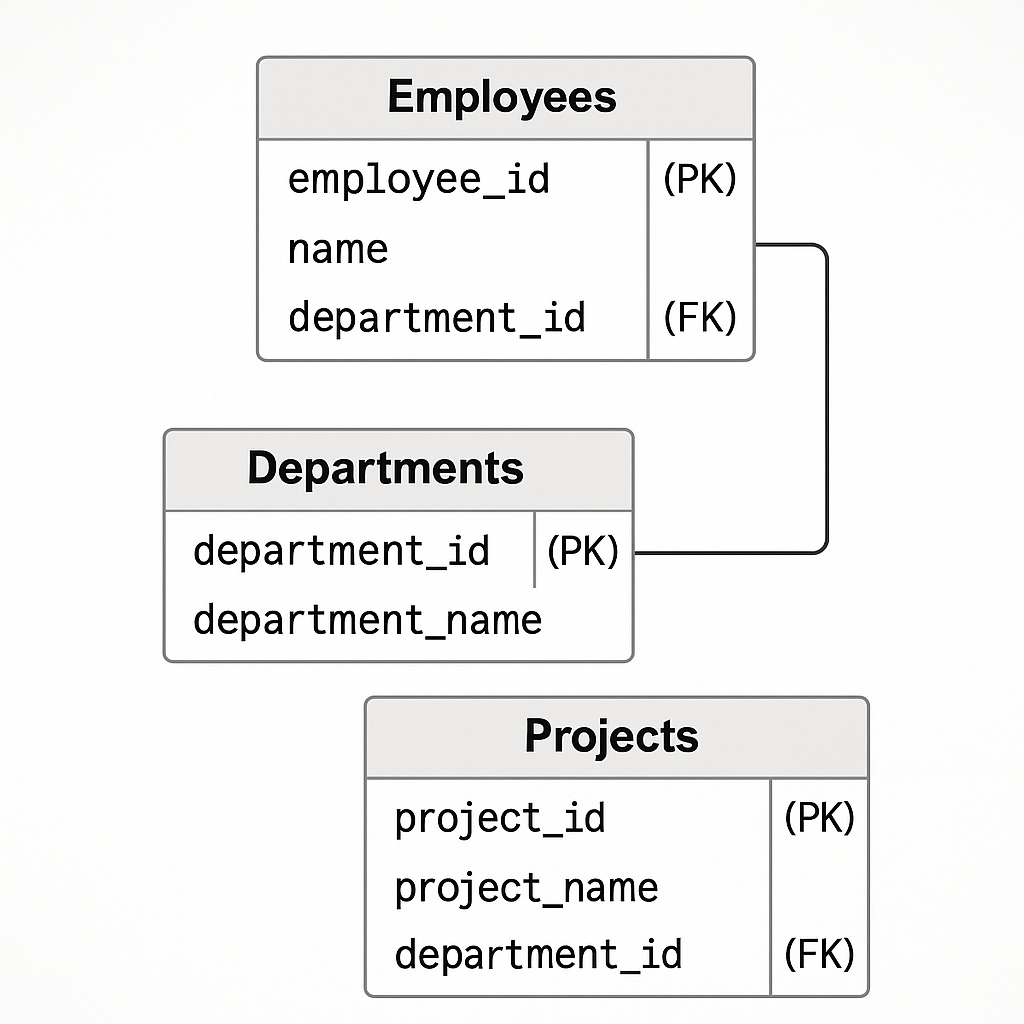 Employees
employee_id (PK)
name
department_id (FK)
Departments
department_id (PK)
department_name
Projects
project_id (PK)
project_name
department_id (FK)